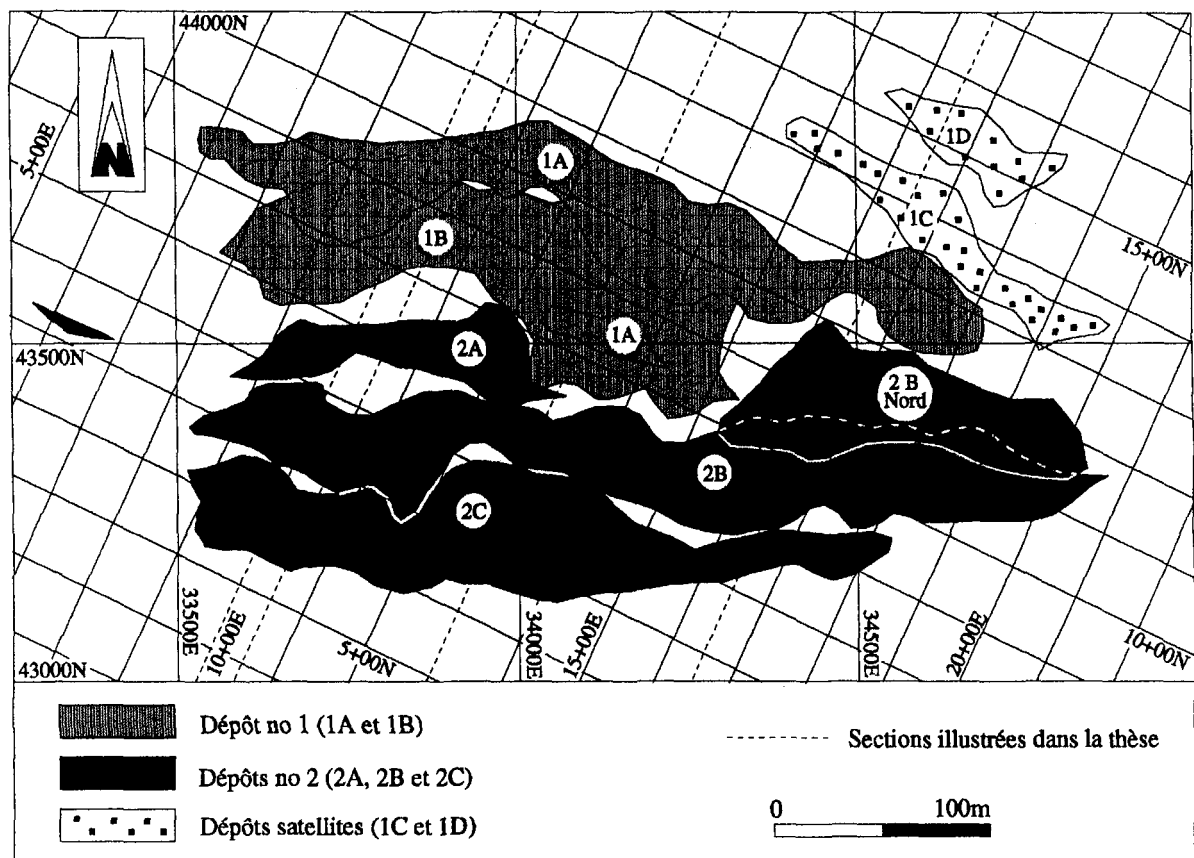 44000N
5+00E
N
1A
1D
1C
1B
15+00N
1A
43500N
2A
2 B
Nord
2B
2C
33500E
10+00E
5+00N
34000E
15+00E
34500E
20+00E
10+00N
43000N
Dépôt no 1 (1A et 1B)
Dépôts no 2 (2A, 2B et 2C)
Dépôts satellites (1C et 1D)
Sections illustrées dans la thèse
0 100m